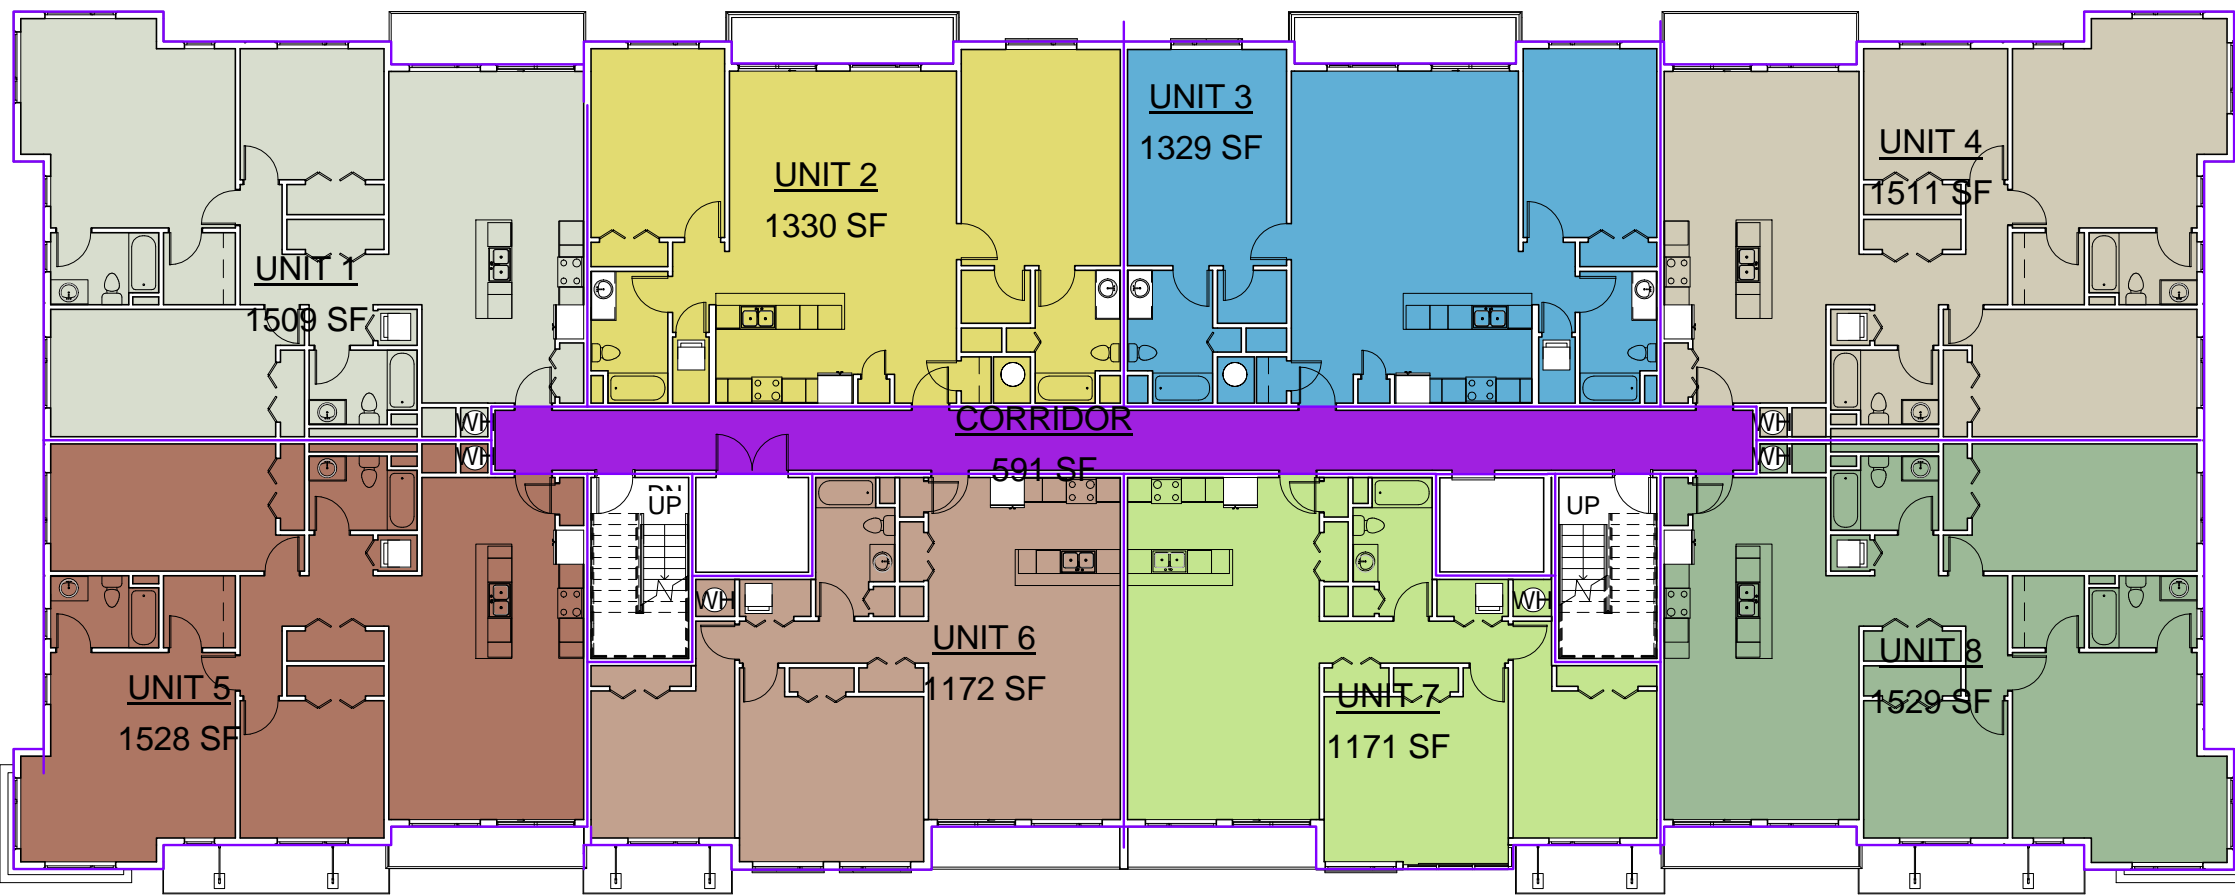 UNIT 1
1509 SF
UNIT 2
1330 SF
UNIT 3
1329 SF
UNIT 4
1511 SF
WH
WH
CORRIDOR
591 SF
WH
WH
DN
UP
UP
WH
WH
UNIT 5
1528 SF
UNIT 6
1172 SF
UNIT 7
1171 SF
UNIT 8
1529 SF